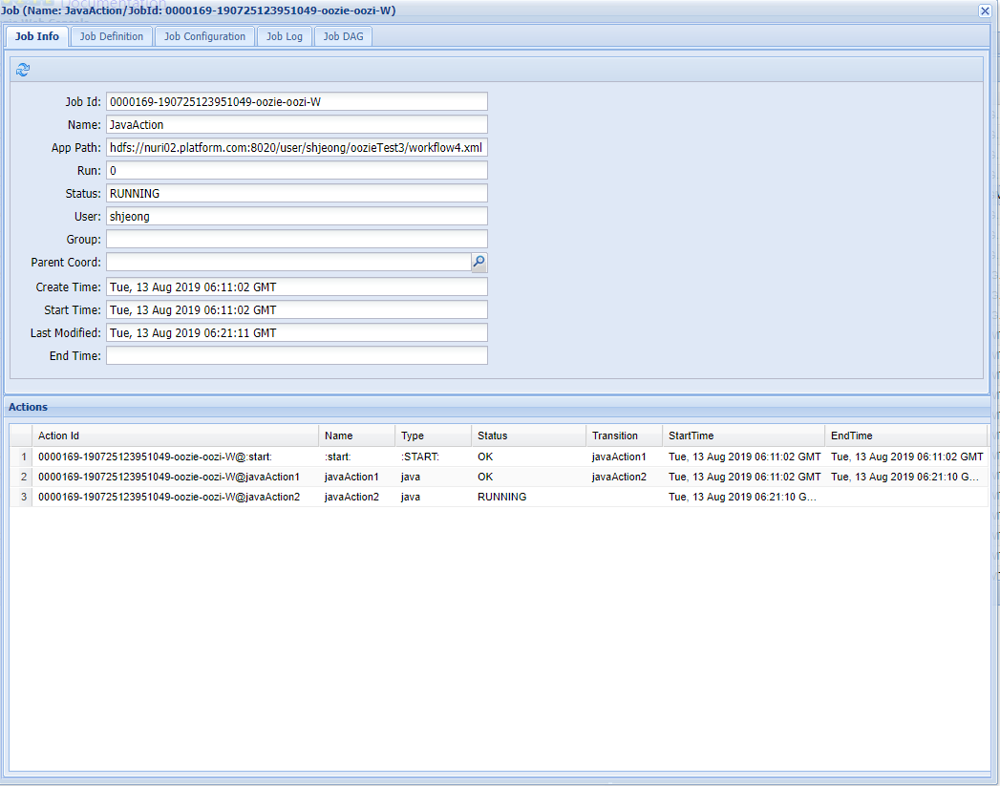 Documentation
Job (Name: JavaAction/JobId: 0000169-190725123951049-oozie-oozi-W)
Job Info Job Definition Job Configuration Job Log Job DAG
Job Id: 0000169-190725123951049-oozie-oozi-W
Name: JavaAction
App Path: hdfs://nuri02.platform.com:8020/user/shjeong/oozieTest3/workflow4.xml
Run: 0
Status: RUNNING
User: shjeong
Group:
Parent Coord:
Create Time: Tue, 13 Aug 2019 06:11:02 GMT
Start Time: Tue, 13 Aug 2019 06:11:02 GMT
Last Modified: Tue, 13 Aug 2019 06:21:11 GMT
End Time:
Actions
Action Id Name Type Status Transition StartTime EndTime
1 0000169-190725123951049-oozie-oozi-W@:start: :start: :START: OK javaAction1 Tue, 13 Aug 2019 06:11:02 GMT Tue, 13 Aug 2019 06:11:02 GMT
2 0000169-190725123951049-oozie-oozi-W@javaAction1 javaAction1 java OK javaAction2 Tue, 13 Aug 2019 06:11:02 GMT Tue, 13 Aug 2019 06:21:10 G...
3 0000169-190725123951049-oozie-oozi-W@javaAction2 javaAction2 java RUNNING Tue, 13 Aug 2019 06:21:10 G...